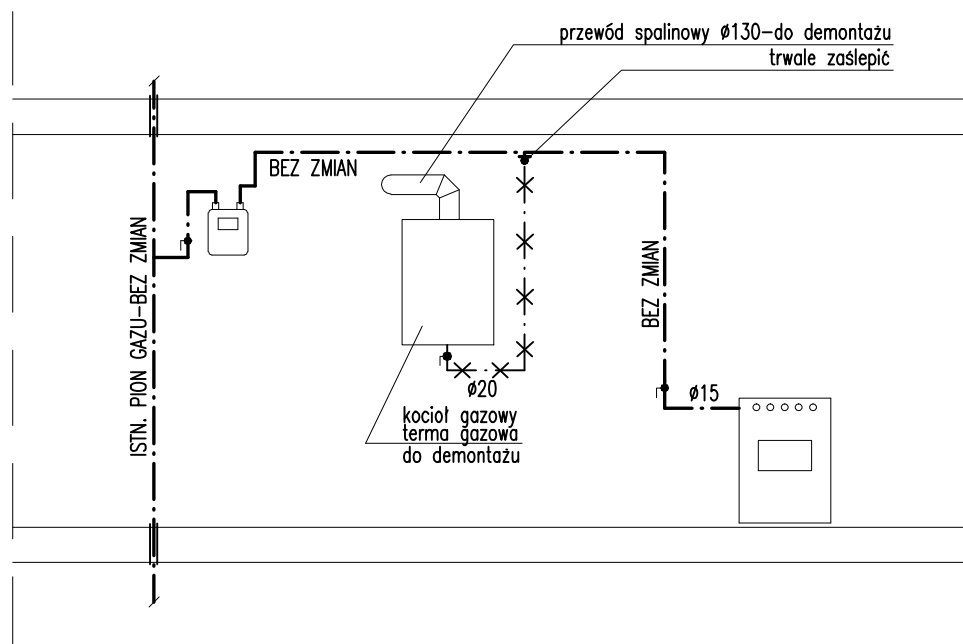 przewód spalinowy ø130-do demontażu
trwale zaślepić
BEZ ZMIAN
ISTN. PION GAZU-BEZ ZMIAN
BEZ ZMIAN
ø20
ø15
kocioł gazowy
terma gazowa
do demontażu